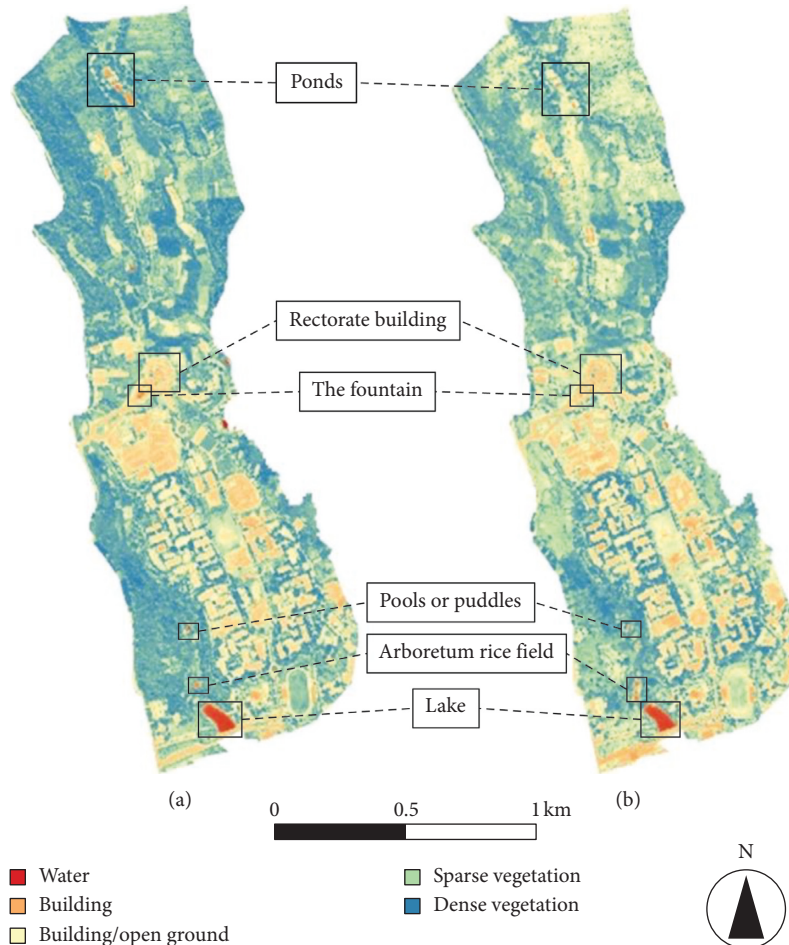 Ponds
Rectorate building
The fountain
Pools or puddles
Arboretum rice field
Lake
(a)
(b)
0 0.5 1 km
N
Water
Building
Building/open ground
Sparse vegetation
Dense vegetation